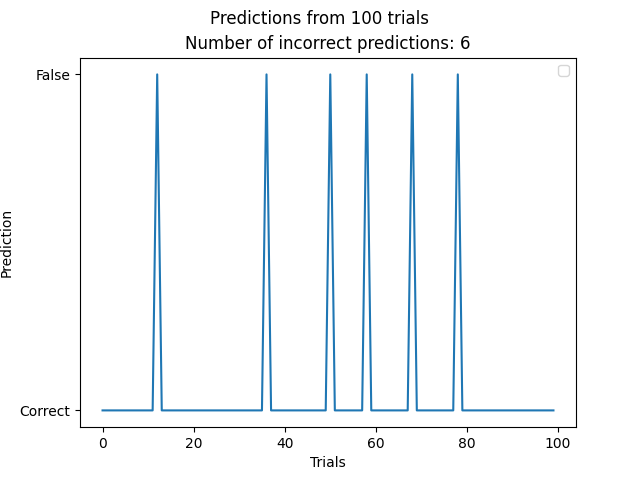 Predictions from 100 trials
Number of incorrect predictions: 6
False
Prediction
Correct
0 20 40 60 80 100
Trials